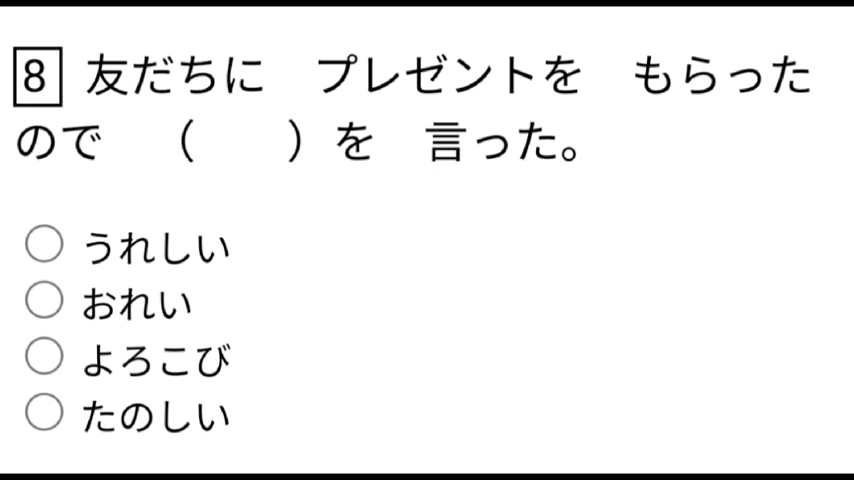 8 友だちに プレゼントを もらった
ので （ ）を 言った。
うれしい
おれい
よろこび
たのしい